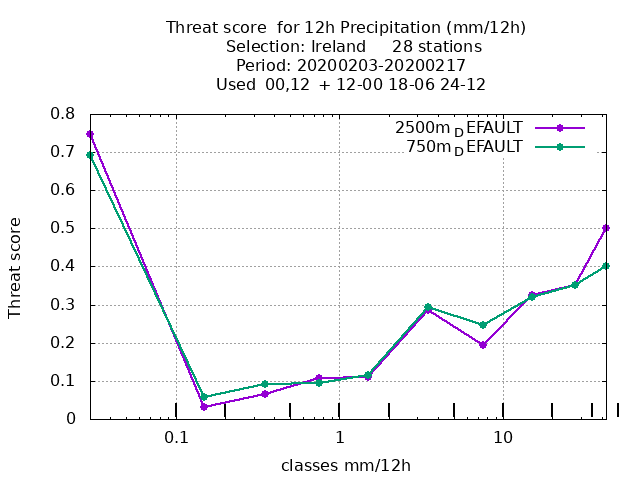 Threat score  for 12h Precipitation (mm/12h)
Selection: Ireland     28 stations
Period: 20200203-20200217
Used  00,12  + 12-00 18-06 24-12
2500m_DEFAULT
750m_DEFAULT
0.8
0.7
0.6
0.5
0.4
0.3
0.2
0.1
0
Threat score
0.1 1 10
classes mm/12h